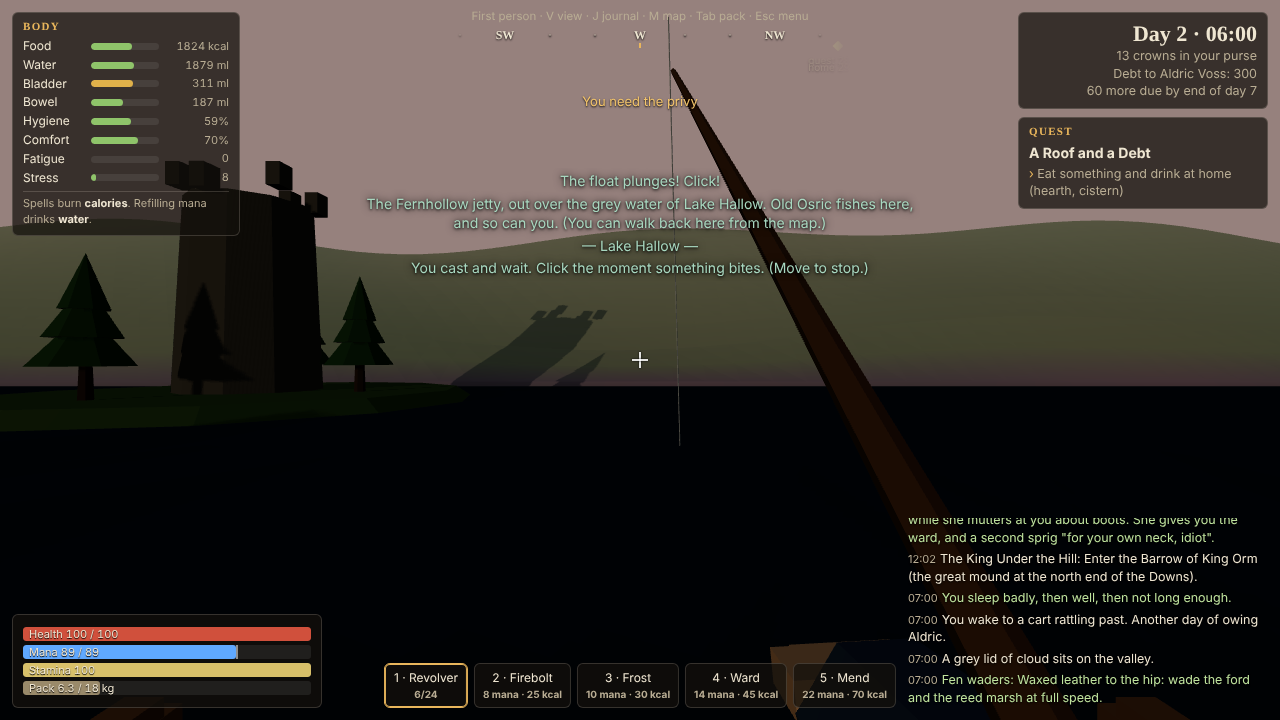 First person · V view · J journal · M map · Tab pack · Esc menu
SW
W
NW
BODY
Food 1824 kcal
Water 1879 ml
Bladder 311 ml
Bowel 187 ml
Hygiene 59%
Comfort 70%
Fatigue 0
Stress 8
Spells burn calories. Refilling mana
drinks water.
Day 2 · 06:00
13 crowns in your purse
Debt to Aldric Voss: 300
60 more due by end of day 7
QUEST
A Roof and a Debt
› Eat something and drink at home
(hearth, cistern)
You need the privy
The float plunges! Click!
The Fernhollow jetty, out over the grey water of Lake Hallow. Old Osric fishes here,
and so can you. (You can walk back here from the map.)
— Lake Hallow —
You cast and wait. Click the moment something bites. (Move to stop.)
while she mutters at you about boots. She gives you the
ward, and a second sprig "for your own neck, idiot".
12:02 The King Under the Hill: Enter the Barrow of King Orm
(the great mound at the north end of the Downs).
07:00 You sleep badly, then well, then not long enough.
07:00 You wake to a cart rattling past. Another day of owing
Aldric.
07:00 A grey lid of cloud sits on the valley.
07:00 Fen waders: Waxed leather to the hip: wade the ford
and the reed marsh at full speed.
Health 100 / 100
Mana 89 / 89
Stamina 100
Pack 6.3 / 18 kg
1 · Revolver
6/24
2 · Firebolt
8 mana · 25 kcal
3 · Frost
10 mana · 30 kcal
4 · Ward
14 mana · 45 kcal
5 · Mend
22 mana · 70 kcal